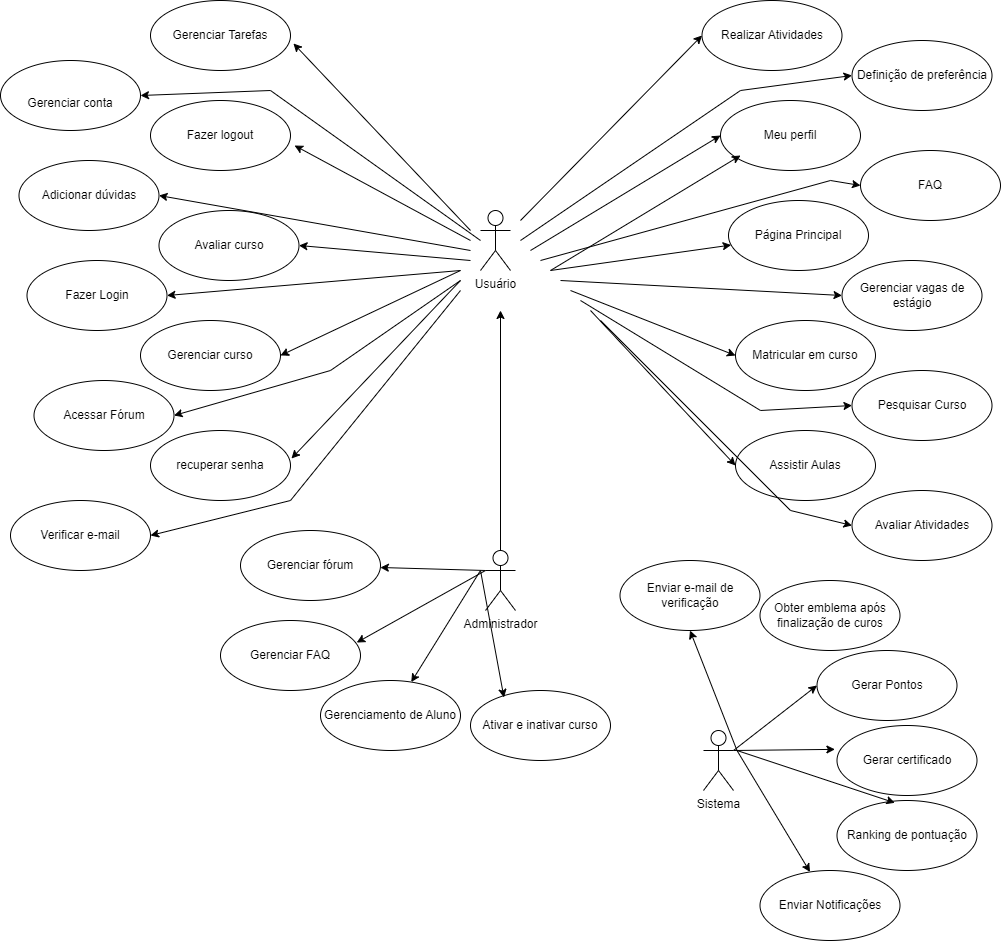 Gerenciar Tarefas
Realizar Atividades
Definição de preferência
Gerenciar conta
Fazer logout
Meu perfil
Adicionar dúvidas
FAQ
Avaliar curso
Página Principal
Usuário
Fazer Login
Gerenciar vagas de
estágio
Gerenciar curso
Matricular em curso
Acessar Fórum
Pesquisar Curso
recuperar senha
Assistir Aulas
Verificar e-mail
Avaliar Atividades
Gerenciar fórum
Enviar e-mail de
verificação
Obter emblema após
finalização de curos
Administrador
Gerenciar FAQ
Gerar Pontos
Gerenciamento de Aluno
Ativar e inativar curso
Gerar certificado
Sistema
Ranking de pontuação
Enviar Notificações